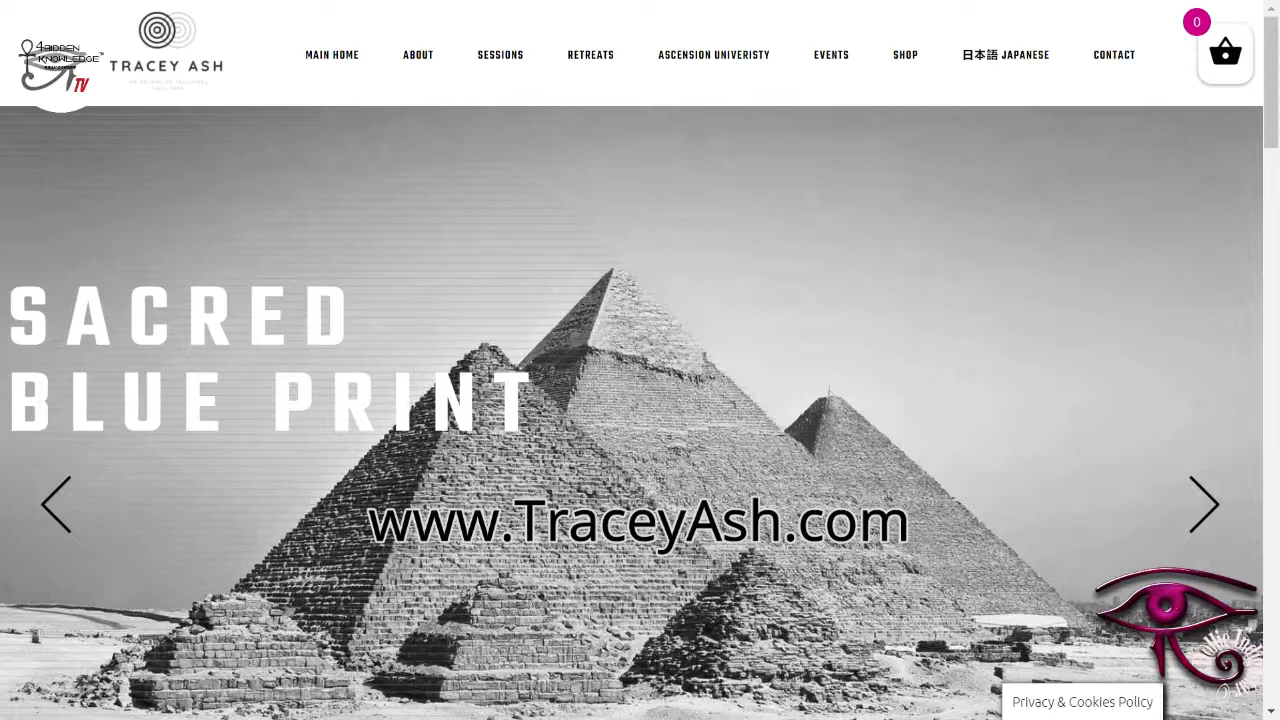 4BIDDEN
KNOWLEDGE™
TV
TRACEY ASH
MAIN HOME
ABOUT
SESSIONS
RETREATS
ASCENSION UNIVERISTY
EVENTS
SHOP
日本語 JAPANESE
CONTACT
0
SACRED
BLUE PRINT
www.TraceyAsh.com
Privacy & Cookies Policy